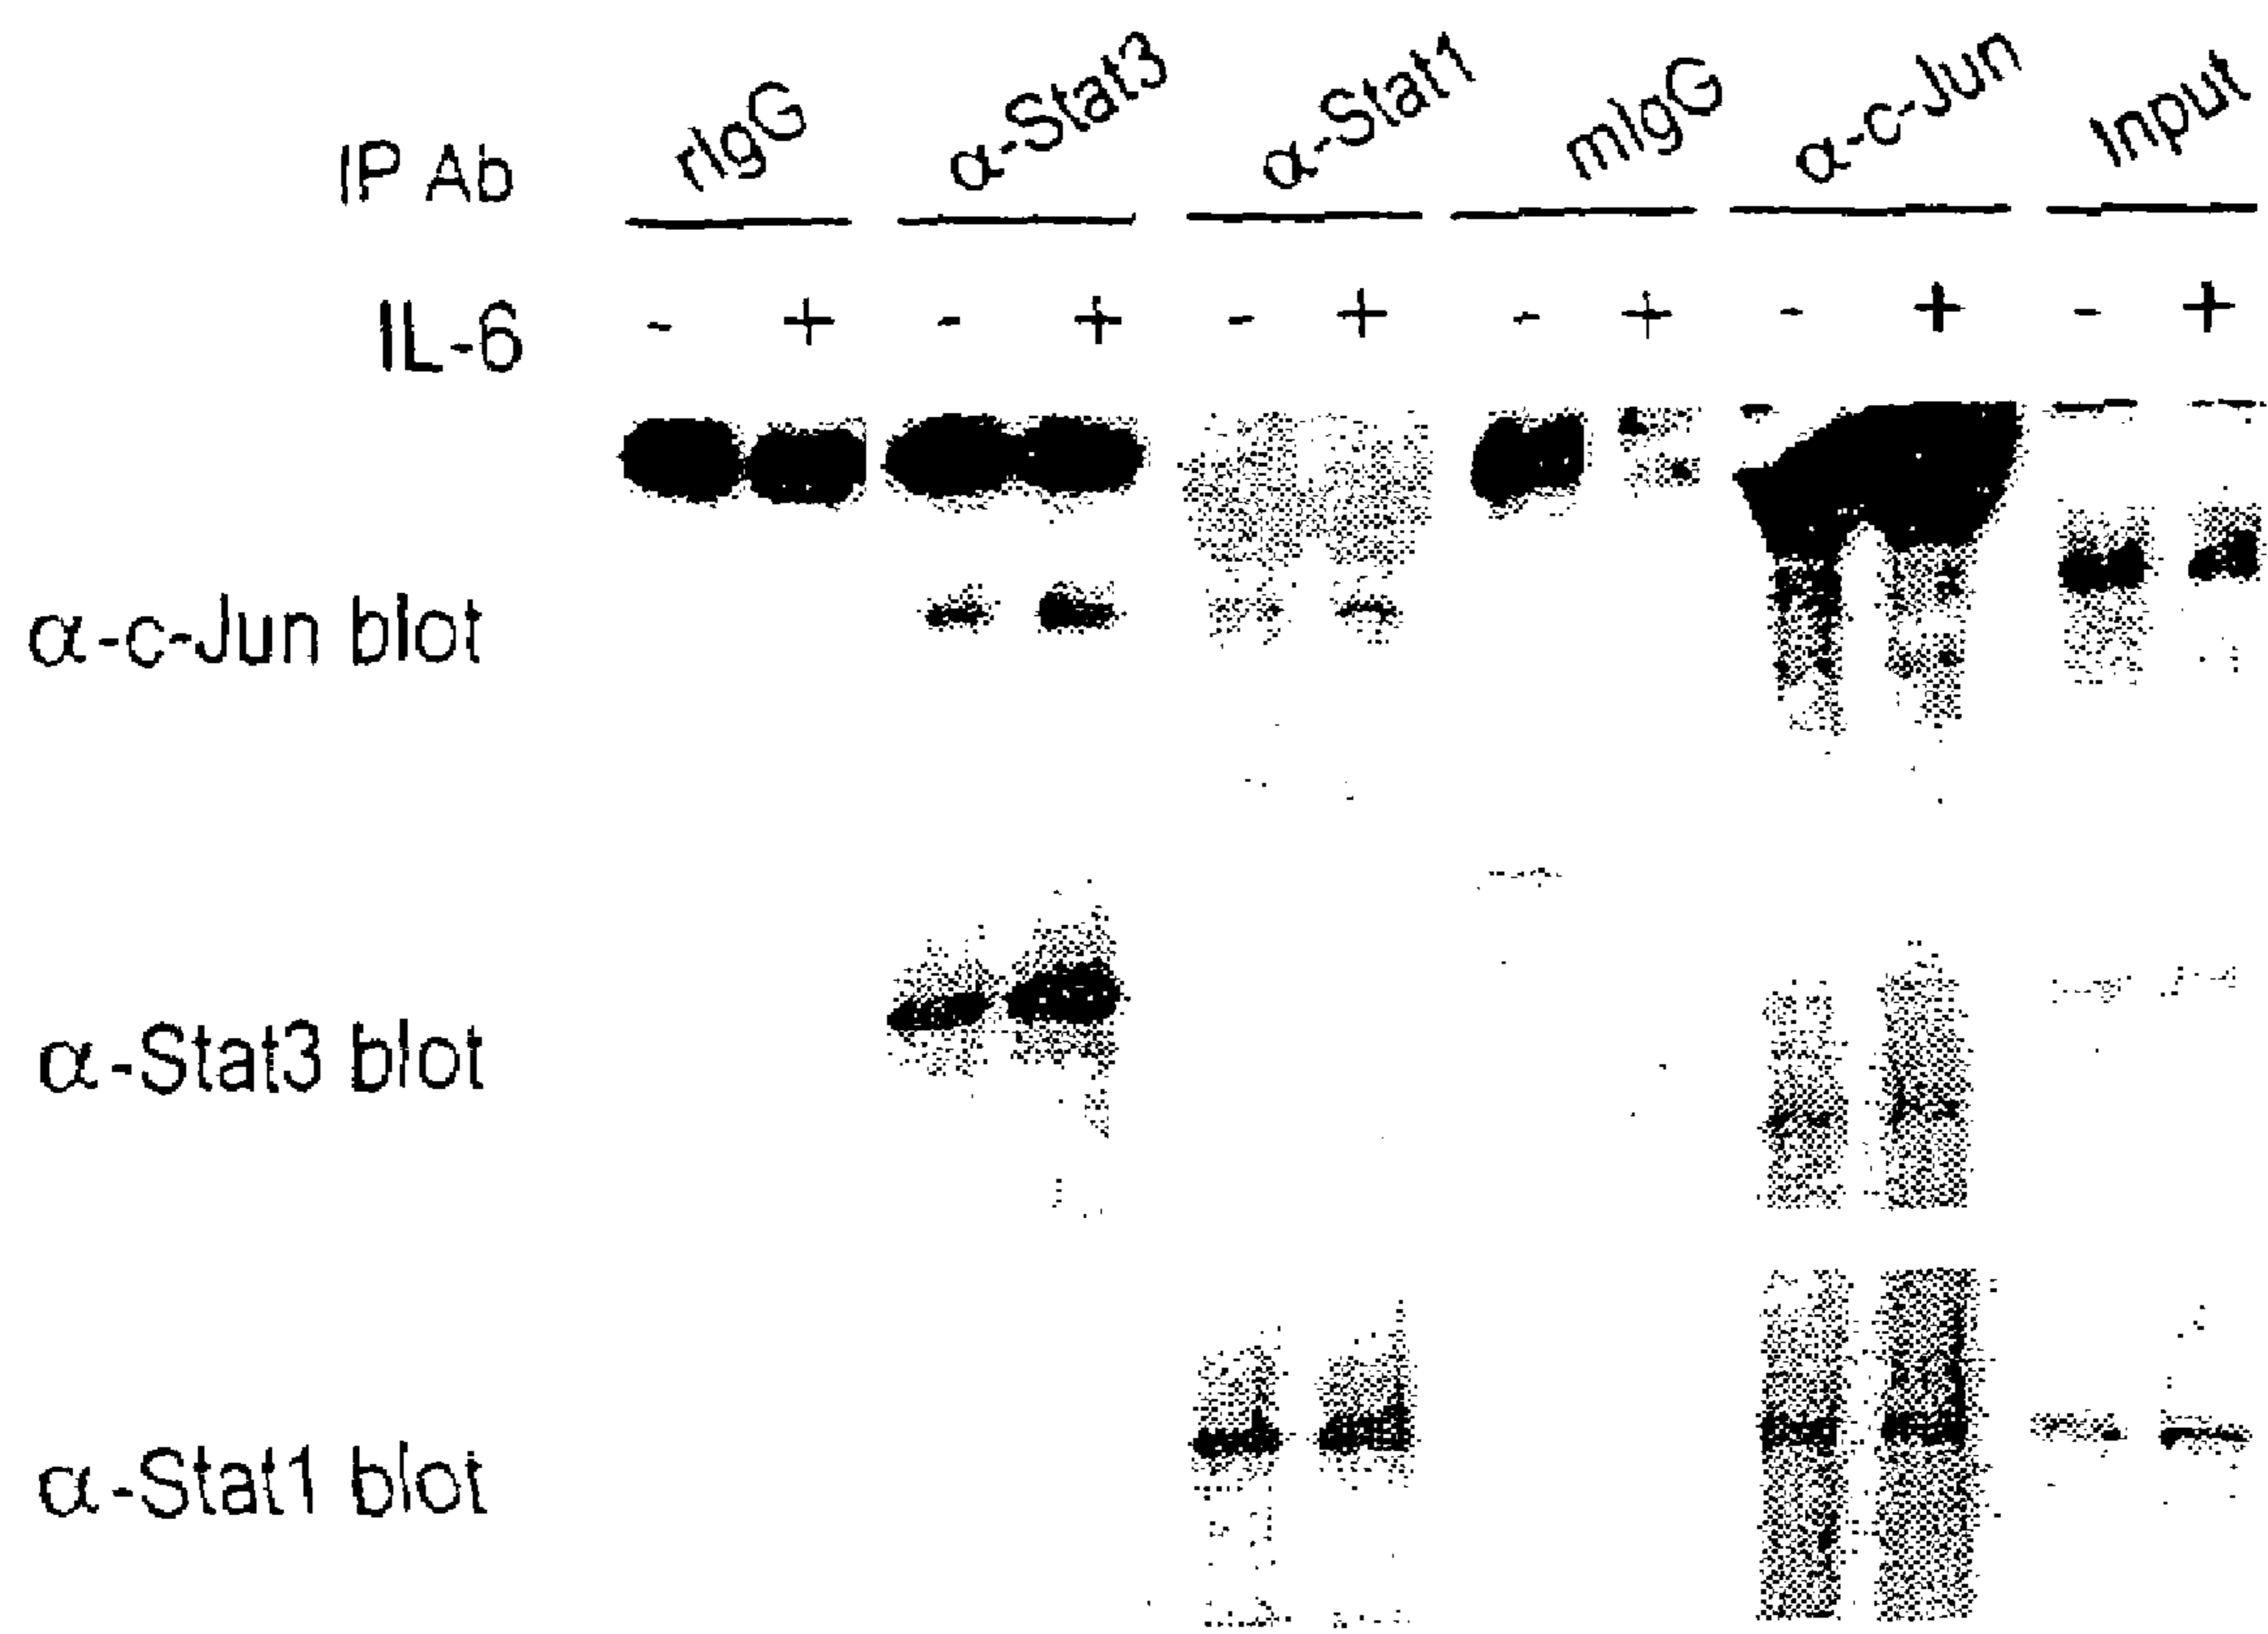 IP Ab rIgG α-Stat3 α-Stat1 mIgG α-c-Jun Input
IL-6 - + - + - + - + - + - +
α-c-Jun blot
α-Stat3 blot
α-Stat1 blot